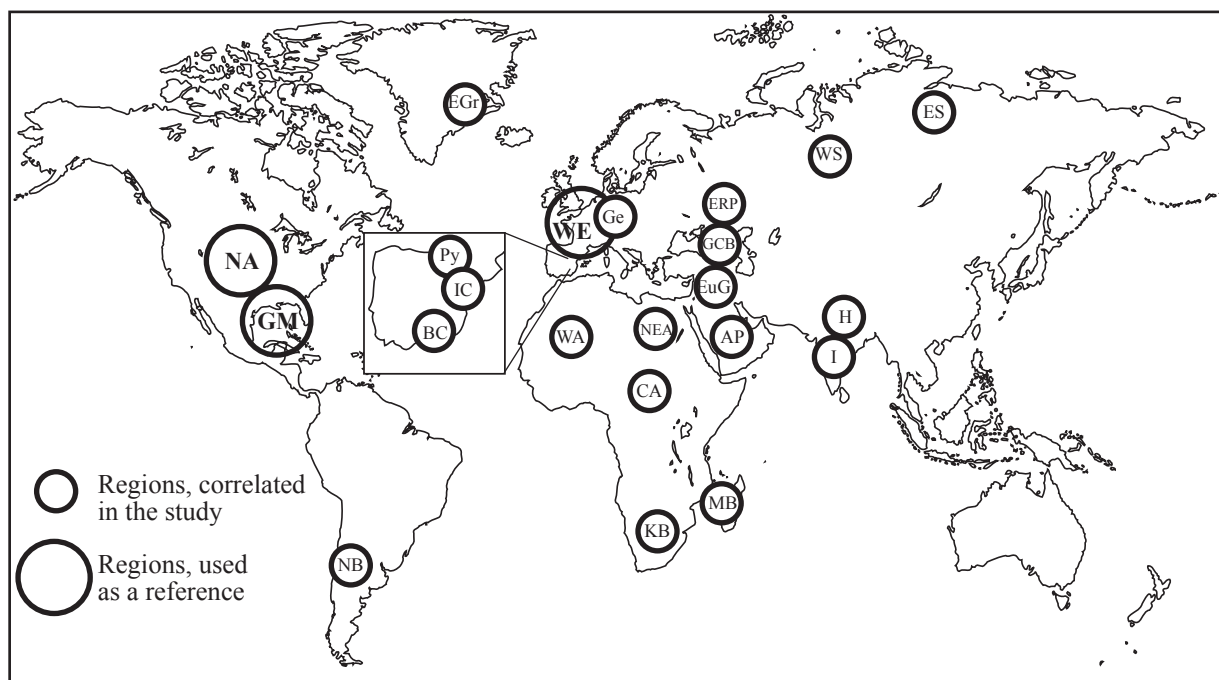 EGr
ES
WS
ERP
Ge
WE
GCB
Py
NA
IC
EuG
GM
BC
WA
NEA
AP
H
I
CA
Regions, correlated
in the study
MB
KB
Regions, used
as a reference
NB